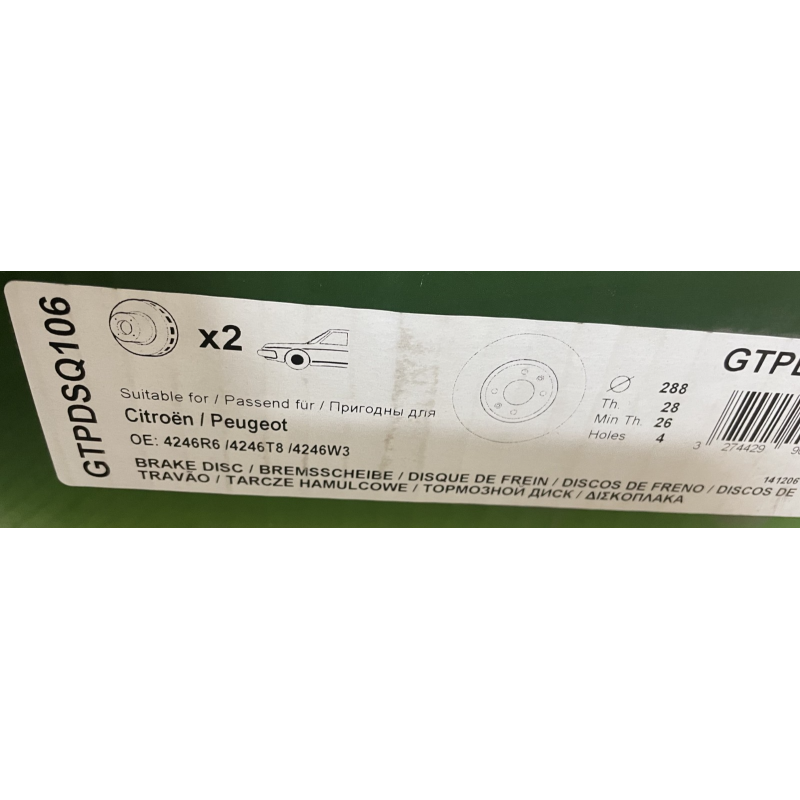 GTPDSQ106
x2
Suitable for / Passend für / Пригодны для
Citroën / Peugeot
OE: 4246R6 /4246T8 /4246W3
BRAKE DISC / BREMSSCHEIBE / DISQUE DE FREIN / DISCOS DE FRENO / DISCOS DE
TRAVÃO / TARCZE HAMULCOWE / ТОРМОЗНОЙ ДИСК / ΔΙΣΚΟΠΛΑΚΑ
Ø 288
Th. 28
Min Th. 26
Holes 4
GTPD
3 274429
141206